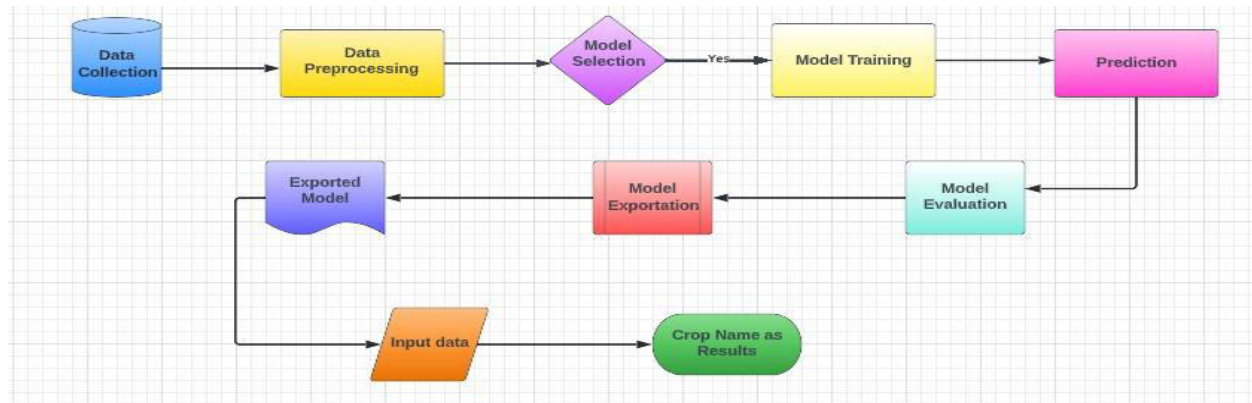 Data
Collection
Data
Preprocessing
Model
Selection
Yes
Model Training
Prediction
Exported
Model
Model
Exportation
Model
Evaluation
Input data
Crop Name as
Results